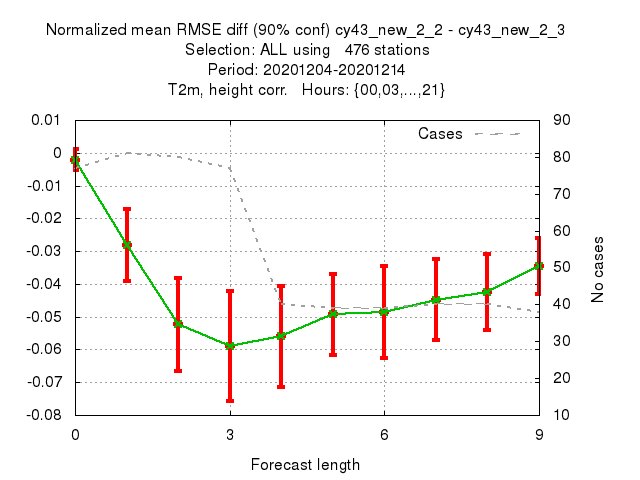 Normalized mean RMSE diff (90% conf) cy43_new_2_2 - cy43_new_2_3
Selection: ALL using 476 stations
Period: 20201204-20201214
T2m, height corr. Hours: {00,03,...,21}
Cases
0.01
0
-0.01
-0.02
-0.03
-0.04
-0.05
-0.06
-0.07
-0.08
90
80
70
60
50
40
30
20
10
No cases
0 3 6 9
Forecast length